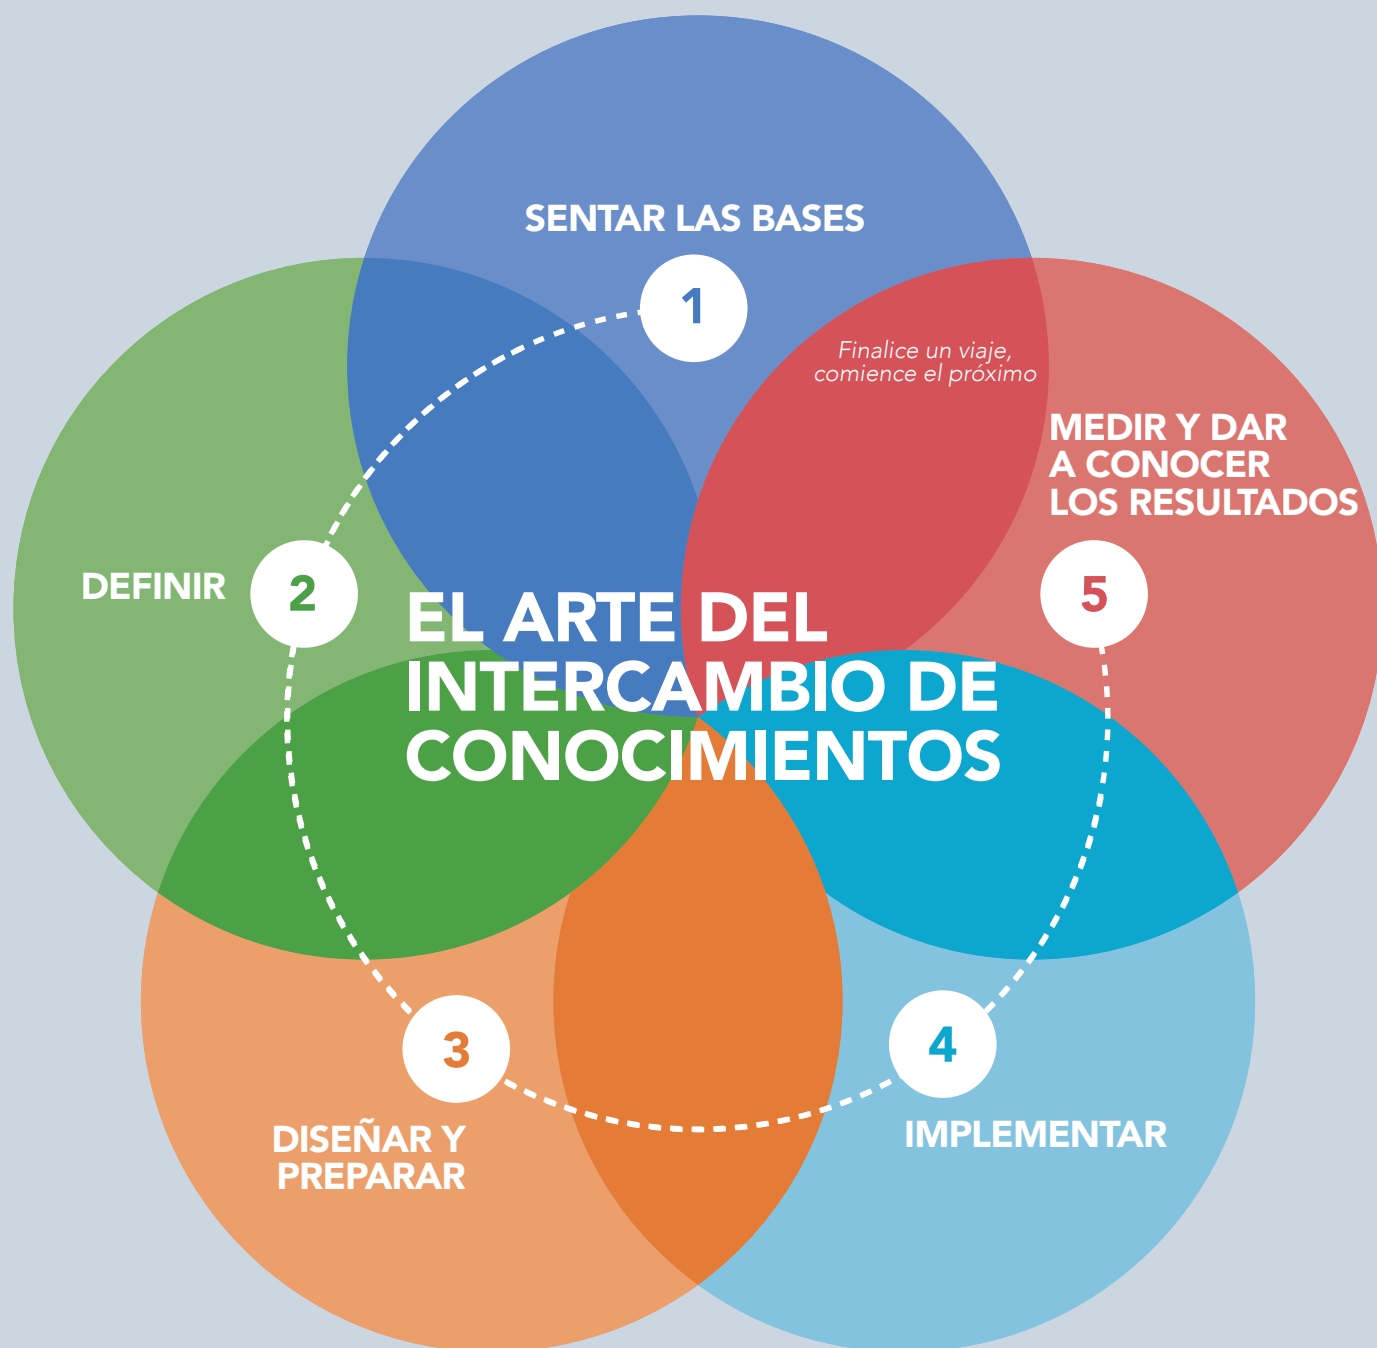 SENTAR LAS BASES
1
Finalice un viaje,
comience el próximo
MEDIR Y DAR
A CONOCER
LOS RESULTADOS
5
DEFINIR
2
EL ARTE DEL
INTERCAMBIO DE
CONOCIMIENTOS
3
DISEÑAR Y
PREPARAR
4
IMPLEMENTAR